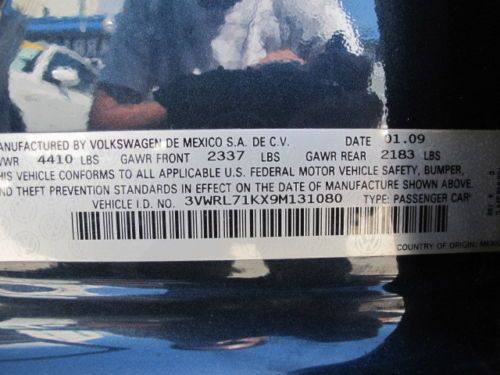 ANUFACTURED BY VOLKSWAGEN DE MEXICO S.A. DE C.V. DATE 01.09
VWR 4410 LBS GAWR FRONT 2337 LBS GAWR REAR 2183 LBS
THIS VEHICLE CONFORMS TO ALL APPLICABLE U.S. FEDERAL MOTOR VEHICLE SAFETY, BUMPER,
ND THEFT PREVENTION STANDARDS IN EFFECT ON THE DATE OF MANUFACTURE SHOWN ABOVE.
VEHICLE I.D. NO. 3VWRL71KX9M131080 TYPE: PASSENGER CAR
COUNTRY OF ORIGIN: MEXI